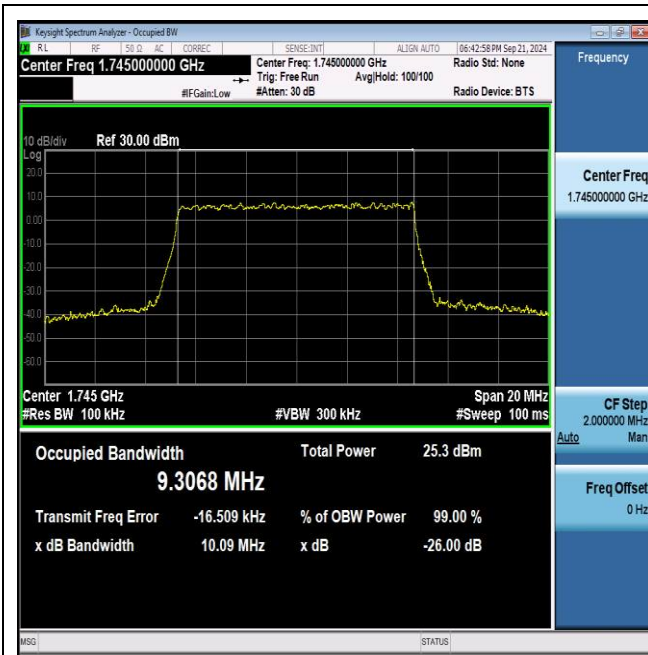 Keysight Spectrum Analyzer - Occupied BW
RL RF 50 Ω AC CORREC SENSE:INT ALIGN AUTO 06:42:58 PM Sep 21, 2024
Center Freq 1.745000000 GHz Center Freq: 1.745000000 GHz Radio Std: None
Trig: Free Run Avg|Hold: 100/100
#IFGain:Low #Atten: 30 dB Radio Device: BTS
Frequency
10 dB/div Ref 30.00 dBm
Log
20.0
10.0
0.00
-10.0
-20.0
-30.0
-40.0
-50.0
-60.0
Center 1.745 GHz Span 20 MHz
#Res BW 100 kHz #VBW 300 kHz #Sweep 100 ms
Occupied Bandwidth Total Power 25.3 dBm
9.3068 MHz
Transmit Freq Error -16.509 kHz % of OBW Power 99.00 %
x dB Bandwidth 10.09 MHz x dB -26.00 dB
Center Freq
1.745000000 GHz
CF Step
2.000000 MHz
Auto Man
Freq Offset
0 Hz
MSG STATUS